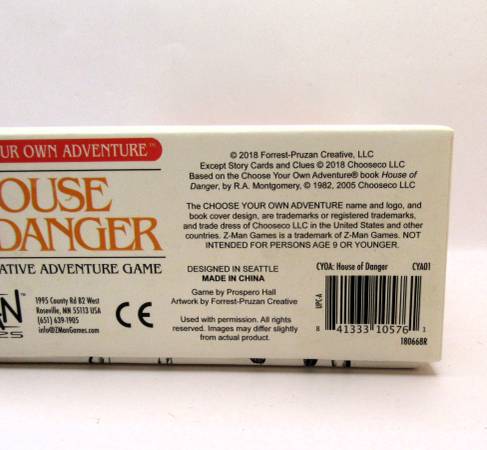 UR OWN ADVENTURE™
OUSE
DANGER
ATIVE ADVENTURE GAME
1995 County Rd B2 West
Roseville, MN 55113 USA
(651) 639-1905
info@ZManGames.com
CE
© 2018 Forrest-Pruzan Creative, LLC
Except Story Cards and Clues © 2018 Chooseco LLC
Based on the Choose Your Own Adventure® book House of
Danger, by R.A. Montgomery, © 1982, 2005 Chooseco LLC
The CHOOSE YOUR OWN ADVENTURE name and logo, and
book cover design, are trademarks or registered trademarks,
and trade dress of Chooseco LLC in the United States and other
countries. Z-Man Games is a trademark of Z-Man Games. NOT
INTENDED FOR PERSONS AGE 9 OR YOUNGER.
DESIGNED IN SEATTLE
MADE IN CHINA
Game by Prospero Hall
Artwork by Forrest-Pruzan Creative
Used with permission. All rights
reserved. Images may differ slightly
from actual product.
CYOA: House of Danger CYA01
UPC-A
8 41333 10576 1
180668R